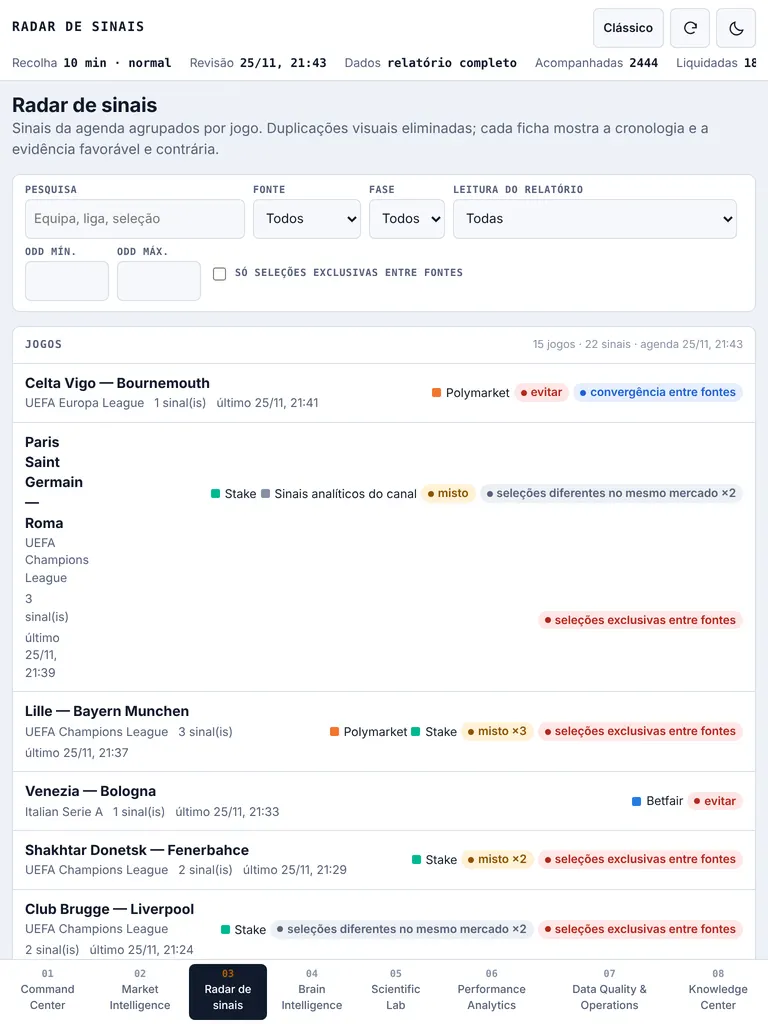 RADAR DE SINAIS
Clássico
Recolha 10 min · normal Revisão 25/11, 21:43 Dados relatório completo Acompanhadas 2444 Liquidadas 18
Radar de sinais
Sinais da agenda agrupados por jogo. Duplicações visuais eliminadas; cada ficha mostra a cronologia e a
evidência favorável e contrária.
PESQUISA FONTE FASE LEITURA DO RELATÓRIO
Equipa, liga, seleção Todos Todos Todas
ODD MÍN. ODD MÁX.
SÓ SELEÇÕES EXCLUSIVAS ENTRE FONTES
JOGOS 15 jogos · 22 sinais · agenda 25/11, 21:43
Celta Vigo — Bournemouth
UEFA Europa League 1 sinal(is) último 25/11, 21:41
Polymarket evitar convergência entre fontes
Paris
Saint
Germain
—
Roma
UEFA
Champions
League
3
sinal(is)
último
25/11,
21:39
Stake Sinais analíticos do canal misto seleções diferentes no mesmo mercado ×2
seleções exclusivas entre fontes
Lille — Bayern Munchen
UEFA Champions League 3 sinal(is)
último 25/11, 21:37
Polymarket Stake misto ×3 seleções exclusivas entre fontes
Venezia — Bologna
Italian Serie A 1 sinal(is) último 25/11, 21:33
Betfair evitar
Shakhtar Donetsk — Fenerbahce
UEFA Champions League 2 sinal(is) último 25/11, 21:29
Stake misto ×2 seleções exclusivas entre fontes
Club Brugge — Liverpool
UEFA Champions League
2 sinal(is) último 25/11, 21:24
Stake seleções diferentes no mesmo mercado ×2 seleções exclusivas entre fontes
01 02 03 04 05 06 07 08
Command Market Radar de Brain Scientific Performance Data Quality & Knowledge
Center Intelligence sinais Intelligence Lab Analytics Operations Center